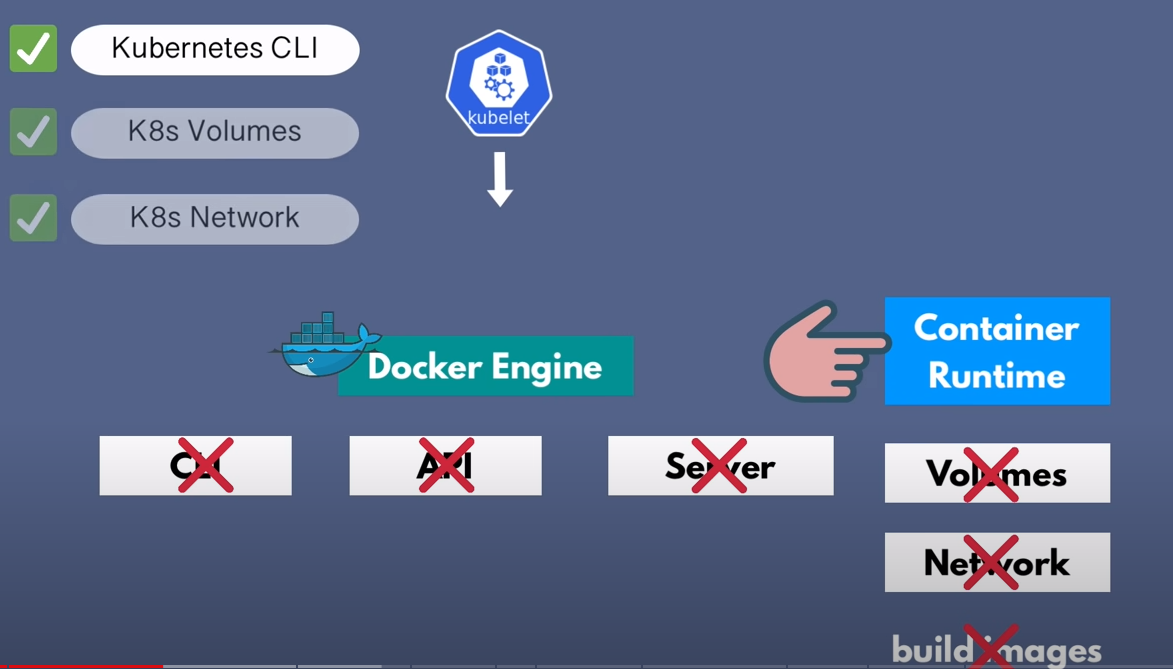 Kubernetes CLI
K8s Volumes
K8s Network
kubelet
Docker Engine
Container
Runtime
CLI
API
Server
Volumes
Network
build images